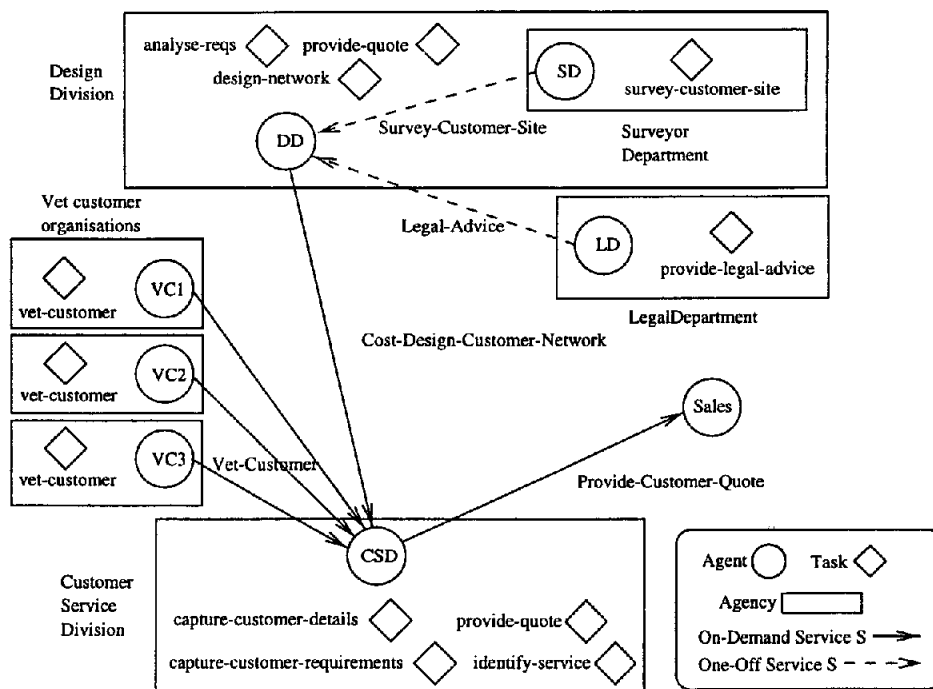 analyse-reqs
provide-quote
design-network
Design
Division
SD
survey-customer-site
Survey-Customer-Site
Surveyor
Department
DD
Vet customer
organisations
Legal-Advice
LD
provide-legal-advice
LegalDepartment
VC1
vet-customer
VC2
vet-customer
VC3
vet-customer
Cost-Design-Customer-Network
Sales
Vet-Customer
Provide-Customer-Quote
CSD
Customer
Service
Division
capture-customer-details
provide-quote
capture-customer-requirements
identify-service
Agent
Task
Agency
On-Demand Service S
One-Off Service S